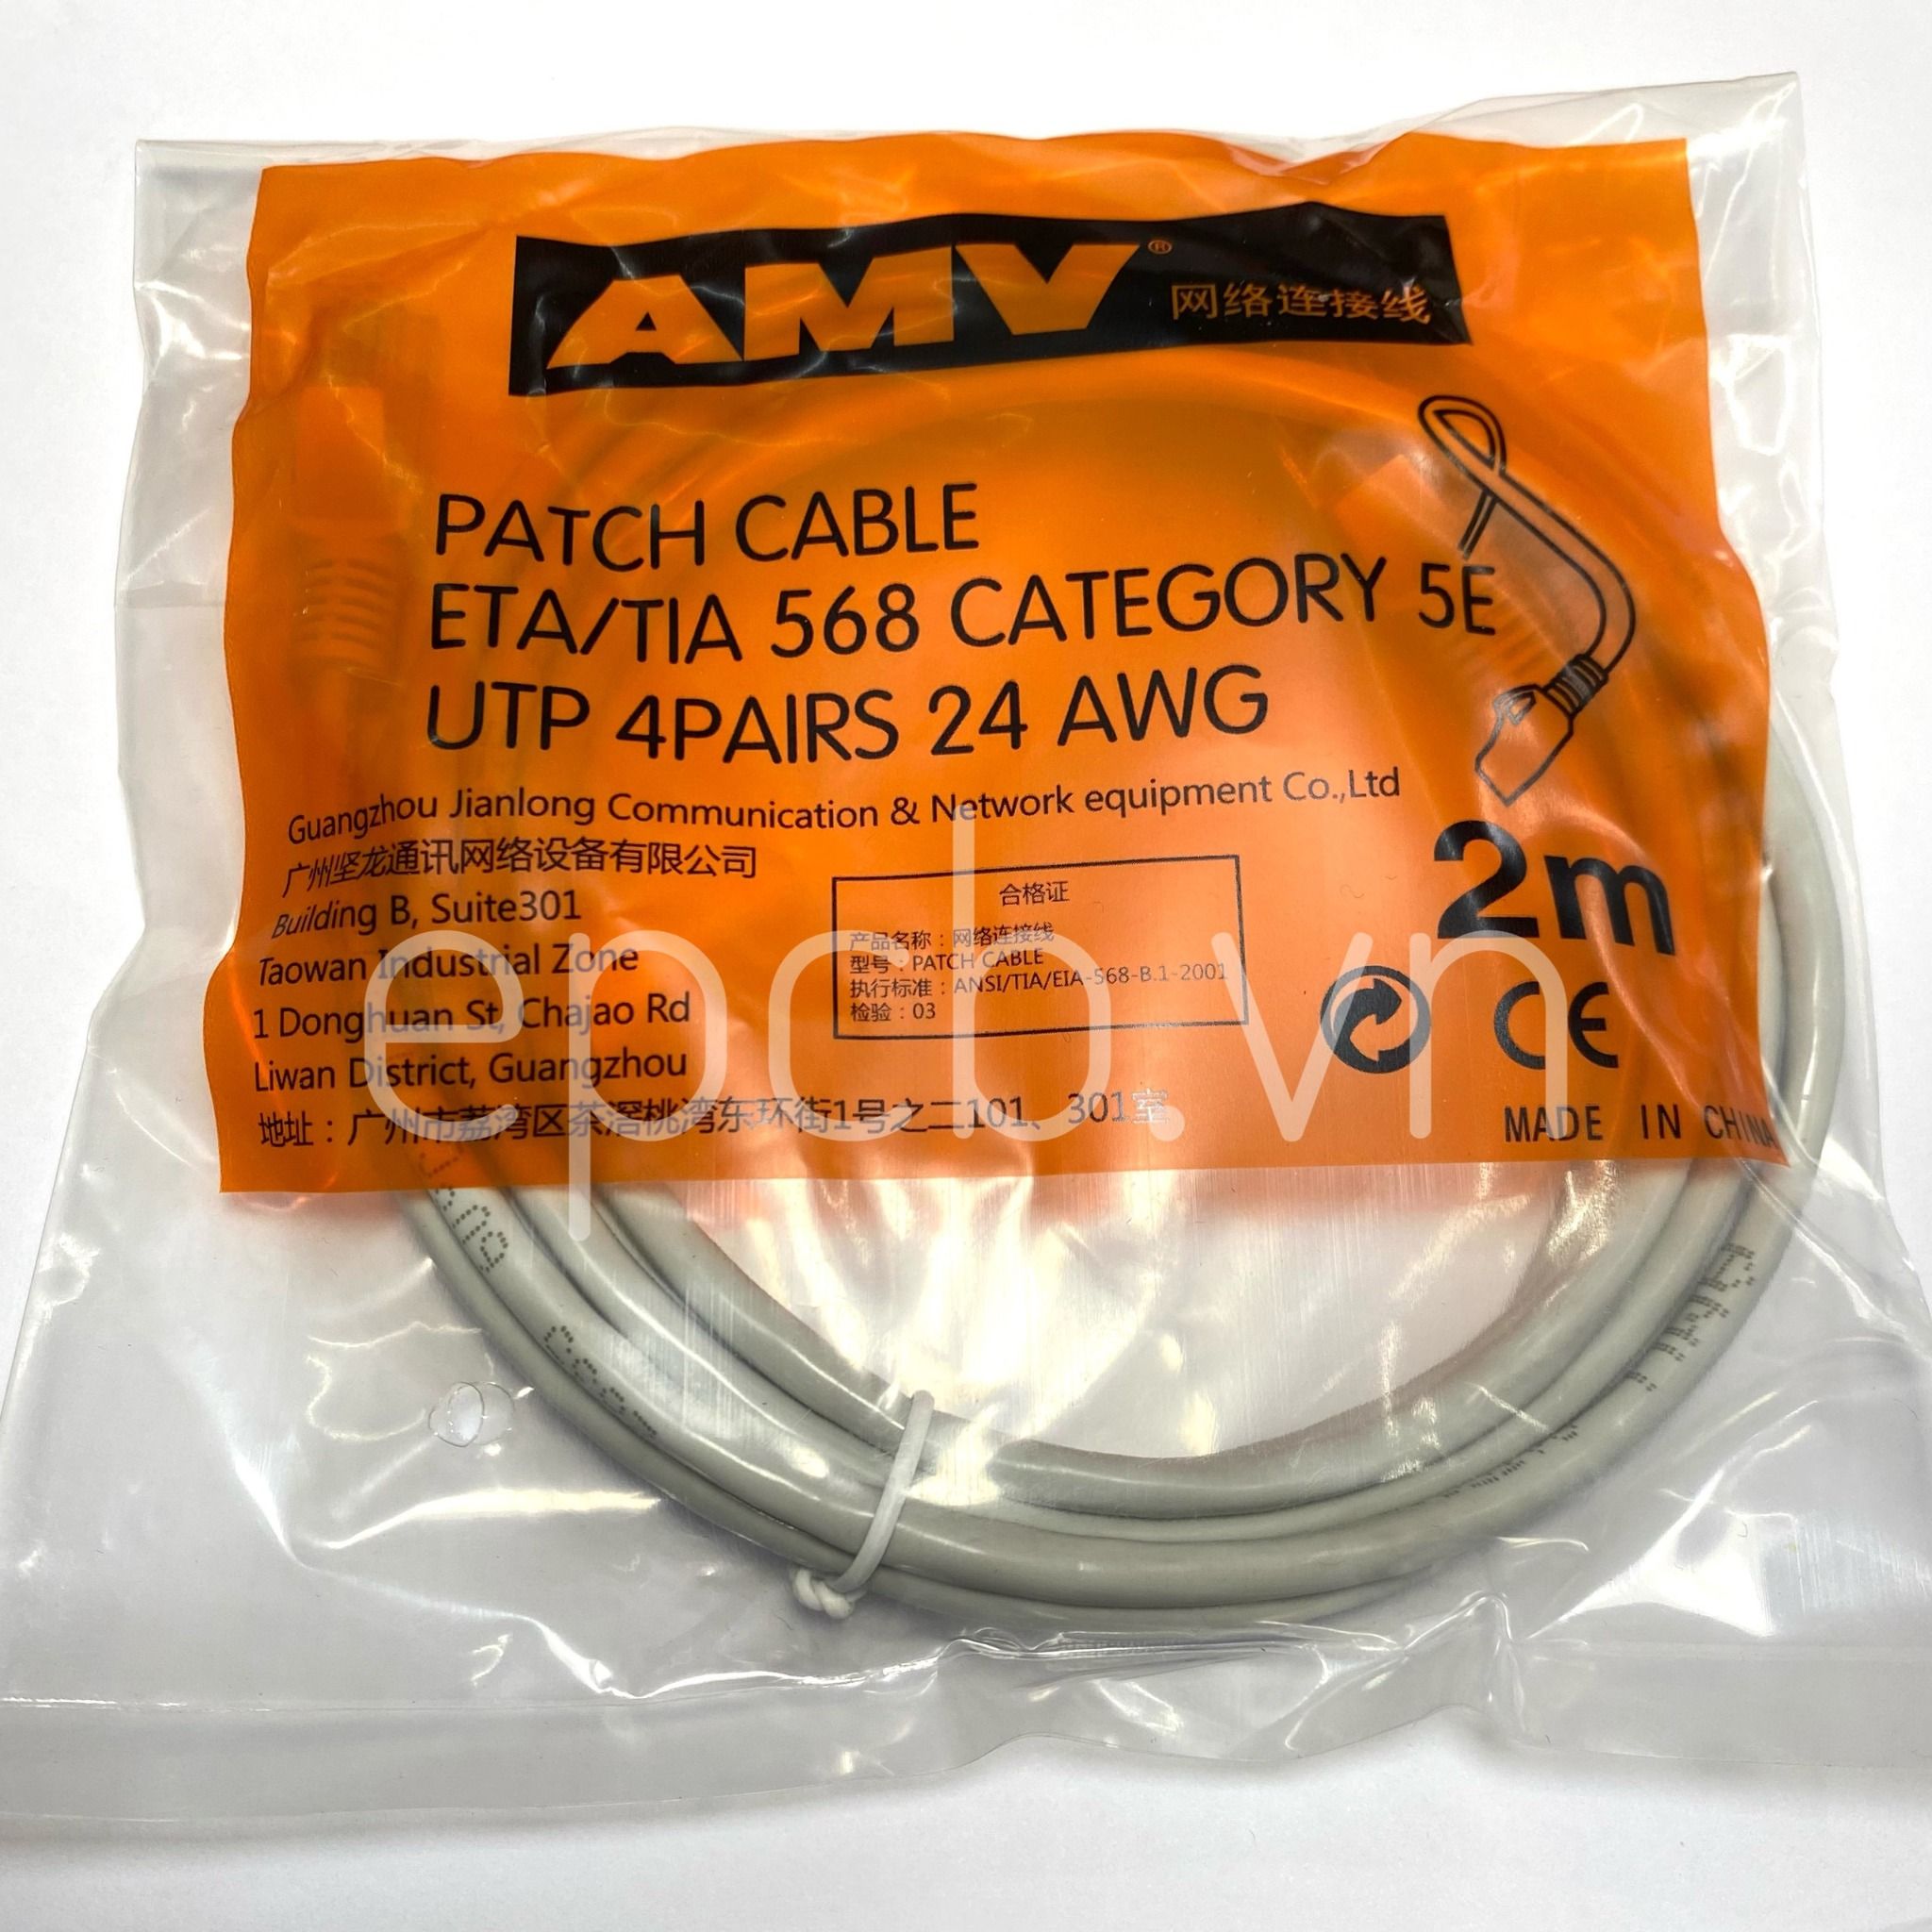 AMV® 网络连接线
PATCH CABLE
ETA/TIA 568 CATEGORY 5E
UTP 4PAIRS 24 AWG
Guangzhou Jianlong Communication & Network equipment Co.,Ltd
广州坚龙通讯网络设备有限公司
Building B, Suite301
Taowan Industrial Zone
1 Donghuan St, Chajao Rd
Liwan District, Guangzhou
地址：广州市荔湾区茶滘桃湾东环街1号之二101、301室
合格证
产品名称：网络连接线
型号：PATCH CABLE
执行标准：ANSI/TIA/EIA-568-B.1-2001
检验：03
2m
CE
MADE IN CHINA
epcb.vn